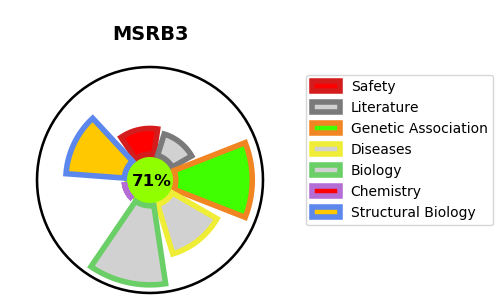 MSRB3
71%
Safety
Literature
Genetic Association
Diseases
Biology
Chemistry
Structural Biology